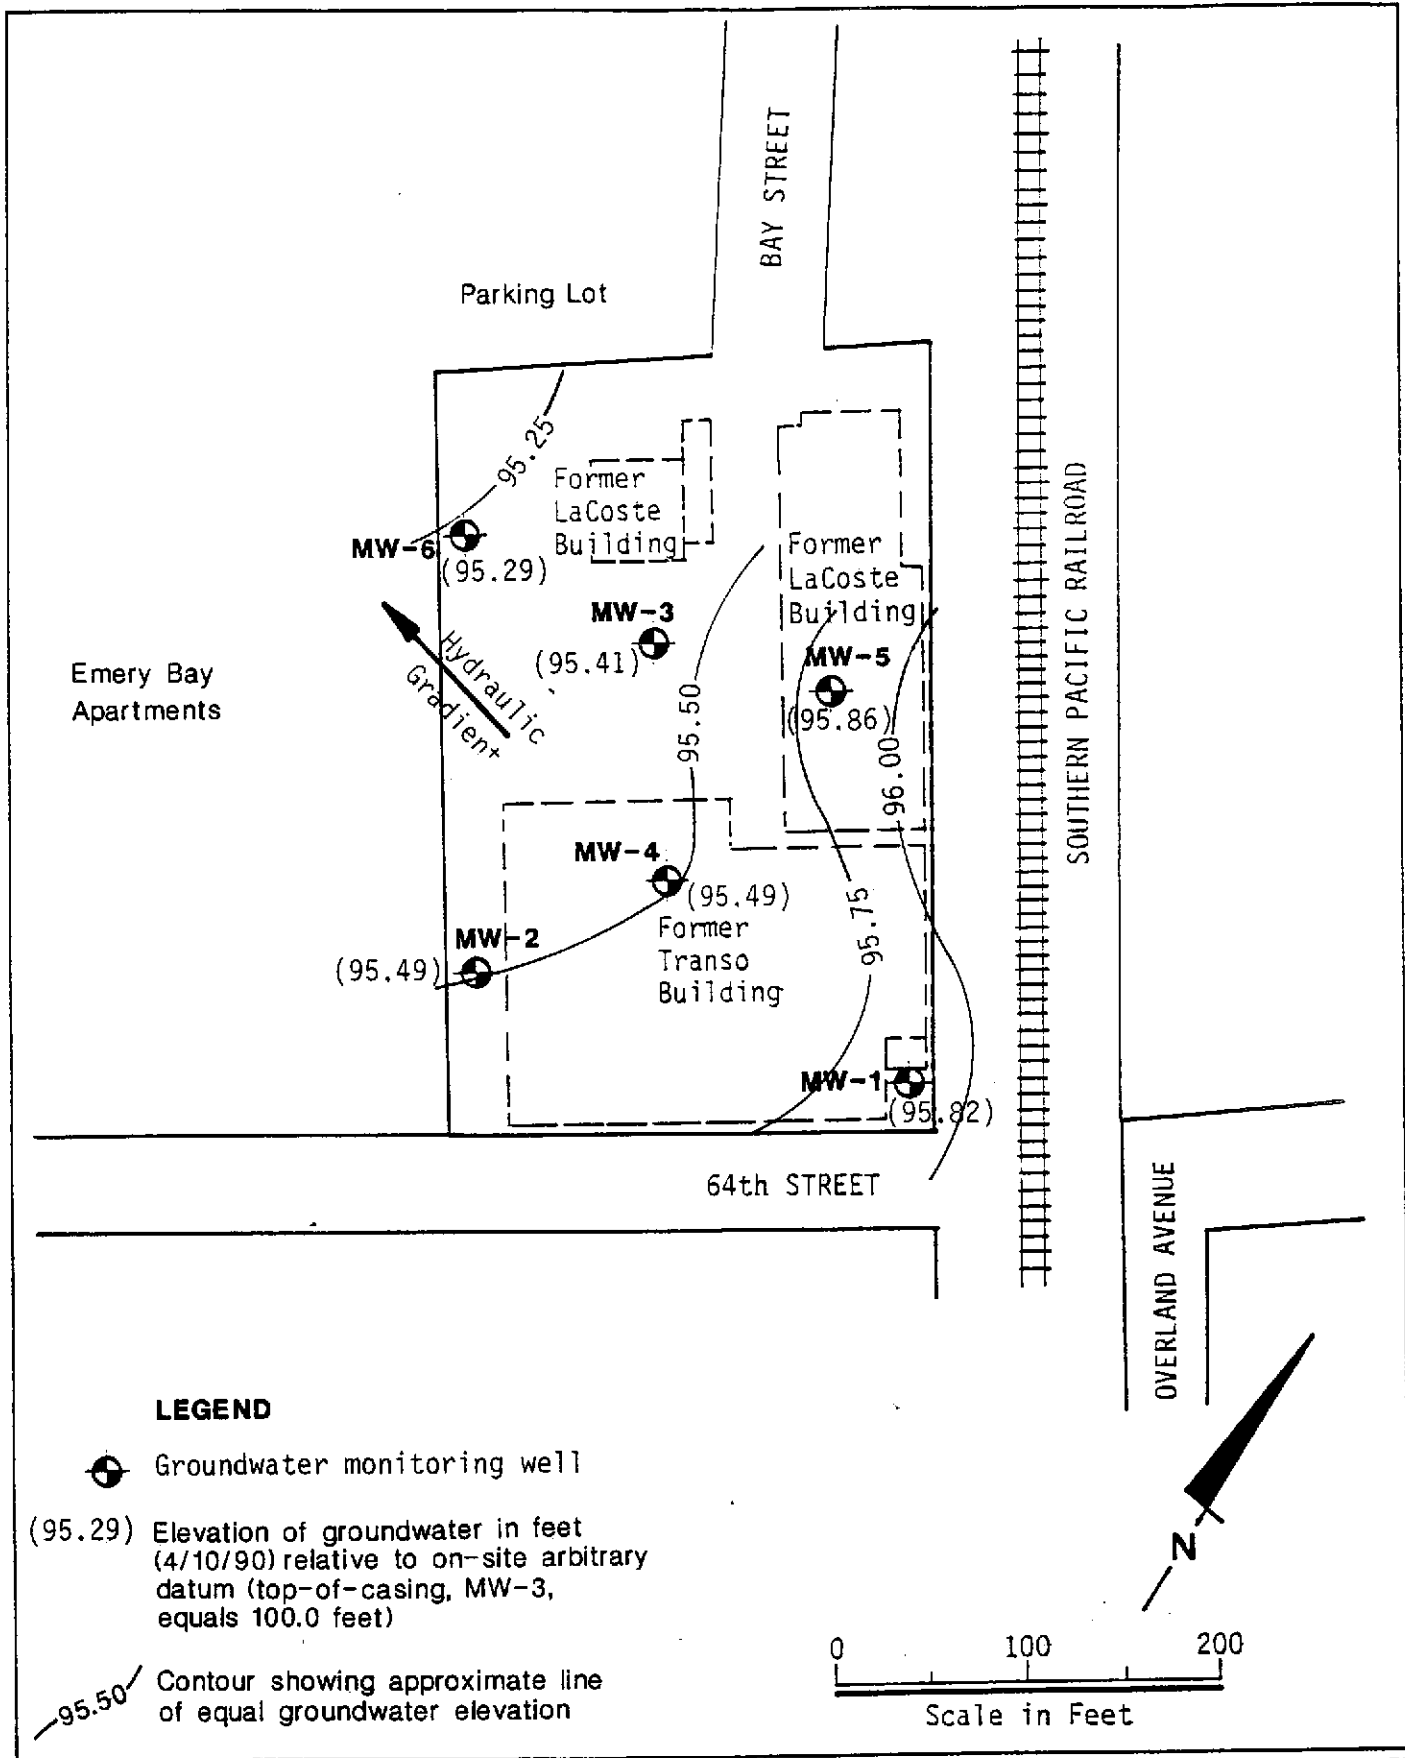 BAY STREET
Parking Lot
95.25
Former
LaCoste
Building
MW-6
(95.29)
Former
LaCoste
Building
MW-3
(95.41)
MW-5
(95.86)
Hydraulic
Gradient
Emery Bay
Apartments
95.50
96.00
SOUTHERN PACIFIC RAILROAD
MW-4
(95.49)
Former
Transo
Building
95.75
MW-2
(95.49)
MW-1
(95.82)
64th STREET
OVERLAND AVENUE
LEGEND
Groundwater monitoring well
(95.29) Elevation of groundwater in feet
(4/10/90) relative to on-site arbitrary
datum (top-of-casing, MW-3,
equals 100.0 feet)
95.50 Contour showing approximate line
of equal groundwater elevation
N
0 100 200
Scale in Feet